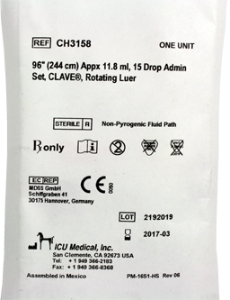 REF CH3158 ONE UNIT
96" (244 cm) Appx 11.8 ml, 15 Drop Admin
Set, CLAVE®, Rotating Luer
STERILE R Non-Pyrogenic Fluid Path
℞ only
EC REP
MDSS GmbH
Schiffgraben 41
30175 Hannover, Germany
CE
LOT 2192019
2017-03
ICU Medical, Inc.
San Clemente, CA 92673 USA
Tel: + 1 949 366-2183
Fax: + 1 949 366-8368
Assembled in Mexico PM-1651-HS Rev 06